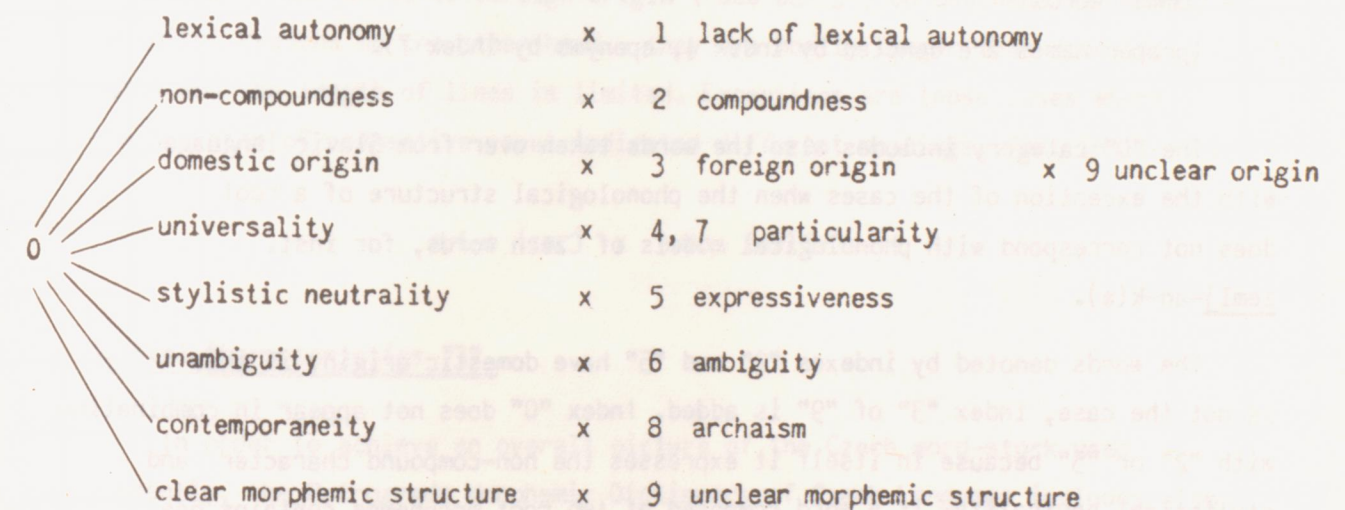 lexical autonomy x 1 lack of lexical autonomy
non-compoundness x 2 compoundness
domestic origin x 3 foreign origin x 9 unclear origin
universality x 4,7 particularity
0
stylistic neutrality x 5 expressiveness
unambiguity x 6 ambiguity
contemporaneity x 8 archaism
clear morphemic structure x 9 unclear morphemic structure